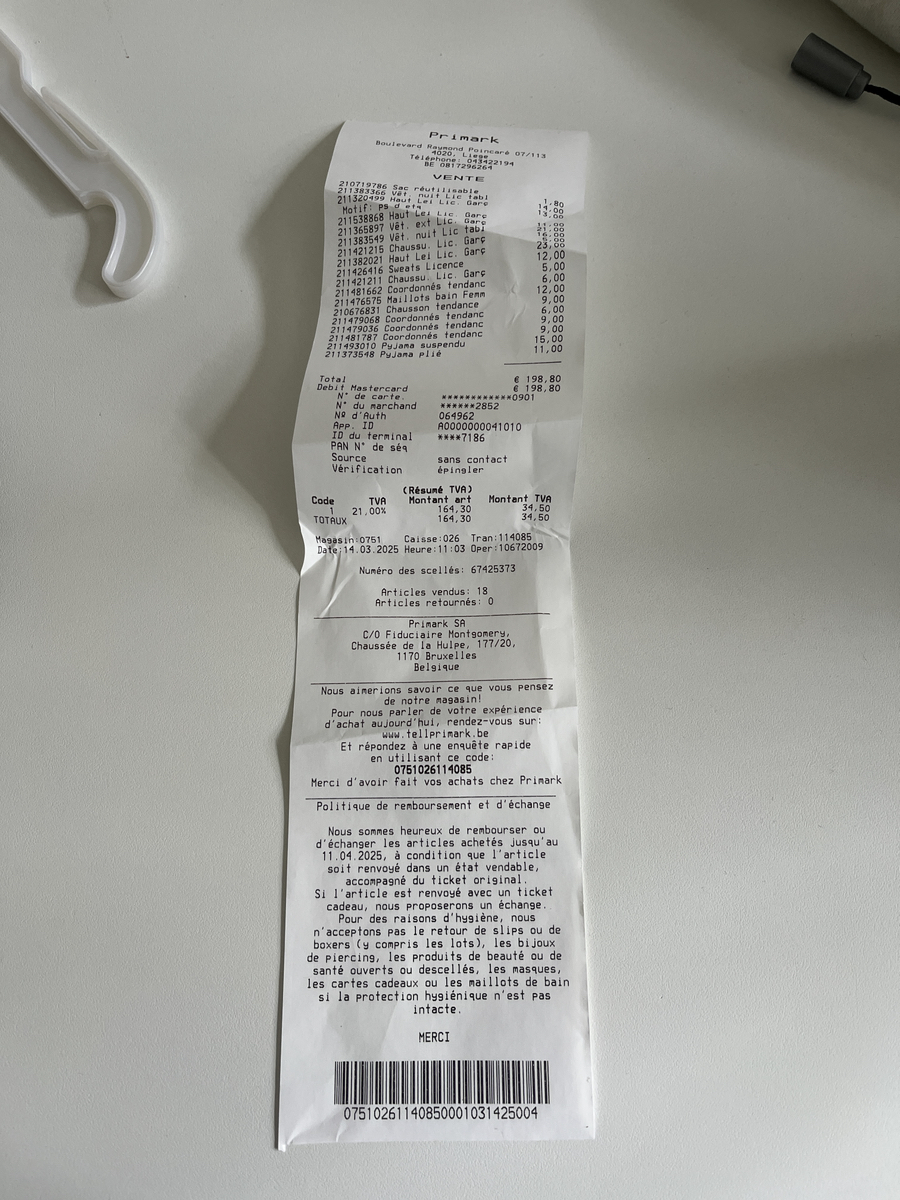 Primark
Boulevard Raymond Poincaré 07/113
4020, Liege
Téléphone: 043422194
BE 0817296264
VENTE
210719786 Sac réutilisable 1,80
211383366 Vêt. nuit Lic tabl 14,00
211320499 Haut Lei Lic. Garç 13,00
Motif: ps d etq
211538868 Haut Lei Lic. Garç 11,00
211365897 Vêt. ext Lic. Garç 21,00
211383549 Vêt. nuit Lic tabl 16,00
211421215 Chaussu. Lic. Garç
211382021 Haut Lei Lic. Garç
211426416 Sweats Licence 23,00
211421211 Chaussu. Lic. Garç 12,00
211481662 Coordonnés tendanc 5,00
211476575 Maillots bain Femm 6,00
210676831 Chausson tendance 12,00
211479068 Coordonnés tendanc 9,00
211479036 Coordonnés tendanc 6,00
211481787 Coordonnés tendanc 9,00
9,00
211493010 Pyjama suspendu 15,00
211373548 Pyjama plié 11,00
Total € 198,80
Debit Mastercard € 198,80
N° de carte. ************0901
N° du marchand ******2852
Nº d'Auth 064962
App. ID A0000000041010
ID du terminal ****7186
PAN N° de séq
Source sans contact
Vérification épingler
(Résumé TVA)
Code TVA Montant art Montant TVA
1 21,00% 164,30 34,50
TOTAUX 164,30 34,50
Magasin:0751 Caisse:026 Tran:114085
Date:14.03.2025 Heure:11:03 Oper:10672009
Numéro des scellés: 67425373
Articles vendus: 18
Articles retournés: 0
Primark SA
C/O Fiduciaire Montgomery,
Chaussée de la Hulpe, 177/20,
1170 Bruxelles
Belgique
Nous aimerions savoir ce que vous pensez
de notre magasin!
Pour nous parler de votre expérience
d'achat aujourd'hui, rendez-vous sur:
www.tellprimark.be
Et répondez à une enquête rapide
en utilisant ce code:
0751026114085
Merci d'avoir fait vos achats chez Primark
Politique de remboursement et d'échange
Nous sommes heureux de rembourser ou
d'échanger les articles achetés jusqu'au
11.04.2025, à condition que l'article
soit renvoyé dans un état vendable,
accompagné du ticket original.
Si l'article est renvoyé avec un ticket
cadeau, nous proposerons un échange.
Pour des raisons d'hygiène, nous
n'acceptons pas le retour de slips ou de
boxers (y compris les lots), les bijoux
de piercing, les produits de beauté ou de
santé ouverts ou descellés, les masques,
les cartes cadeaux ou les maillots de bain
si la protection hygiénique n'est pas
intacte.
MERCI
07510261140850001031425004